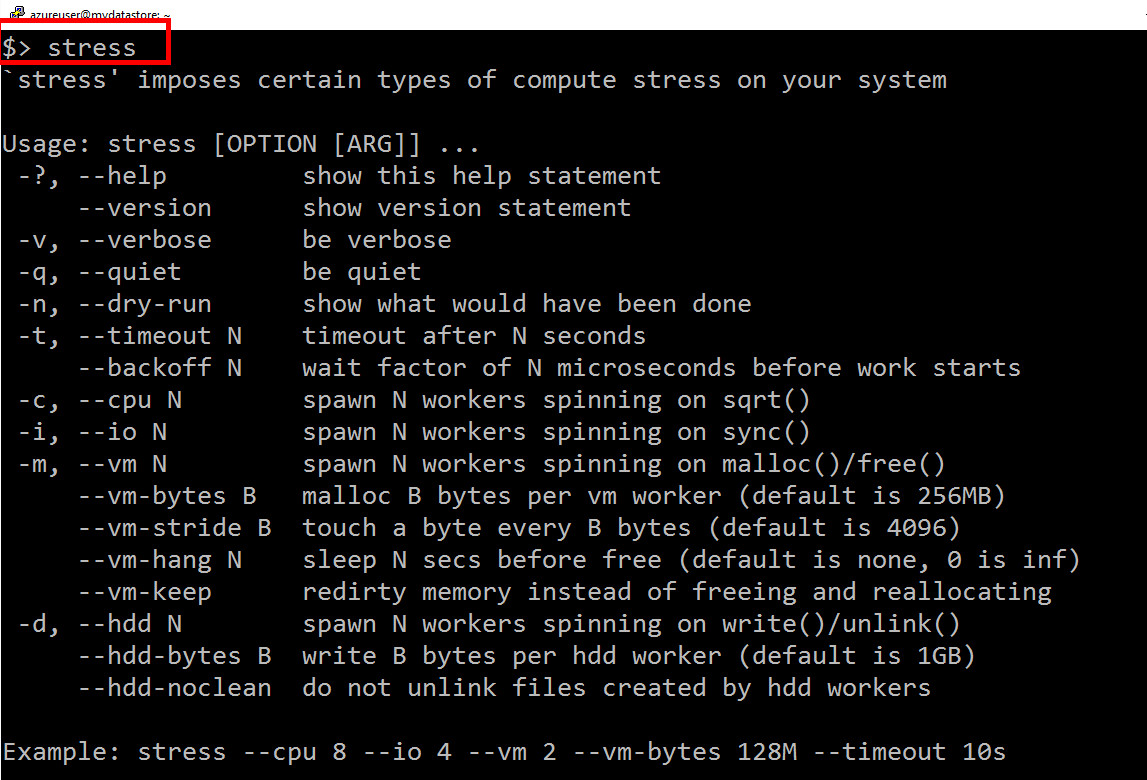 azureuser@mydatastore: ~
$> stress
`stress' imposes certain types of compute stress on your system
Usage: stress [OPTION [ARG]] ...
 -?, --help         show this help statement
     --version      show version statement
 -v, --verbose      be verbose
 -q, --quiet        be quiet
 -n, --dry-run      show what would have been done
 -t, --timeout N    timeout after N seconds
     --backoff N    wait factor of N microseconds before work starts
 -c, --cpu N        spawn N workers spinning on sqrt()
 -i, --io N         spawn N workers spinning on sync()
 -m, --vm N         spawn N workers spinning on malloc()/free()
     --vm-bytes B   malloc B bytes per vm worker (default is 256MB)
     --vm-stride B  touch a byte every B bytes (default is 4096)
     --vm-hang N    sleep N secs before free (default is none, 0 is inf)
     --vm-keep      redirty memory instead of freeing and reallocating
 -d, --hdd N        spawn N workers spinning on write()/unlink()
     --hdd-bytes B  write B bytes per hdd worker (default is 1GB)
     --hdd-noclean  do not unlink files created by hdd workers
Example: stress --cpu 8 --io 4 --vm 2 --vm-bytes 128M --timeout 10s